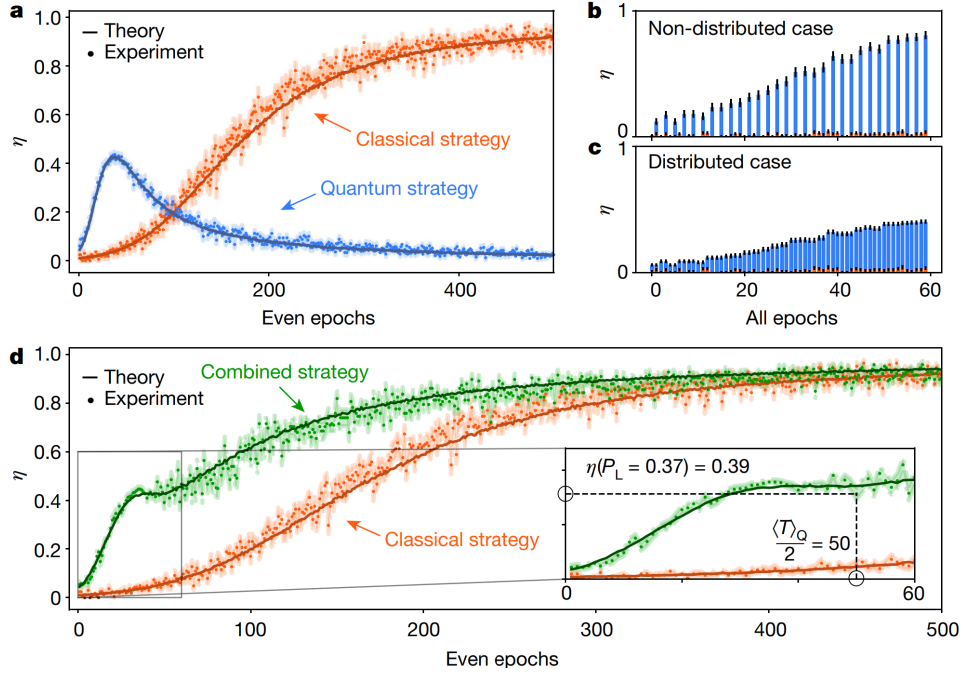 a
1.0
0.8
0.6
0.4
0.2
0
η
Theory
Experiment
Classical strategy
Quantum strategy
0
200
400
Even epochs
b
1
0
η
Non-distributed case
c
1
0
η
Distributed case
0
20
40
60
All epochs
d
1.0
0.8
0.6
0.4
0.2
0
η
Theory
Experiment
Combined strategy
Classical strategy
η(P_L = 0.37) = 0.39
⟨T⟩_Q
2
= 50
0
60
0
100
200
300
400
500
Even epochs